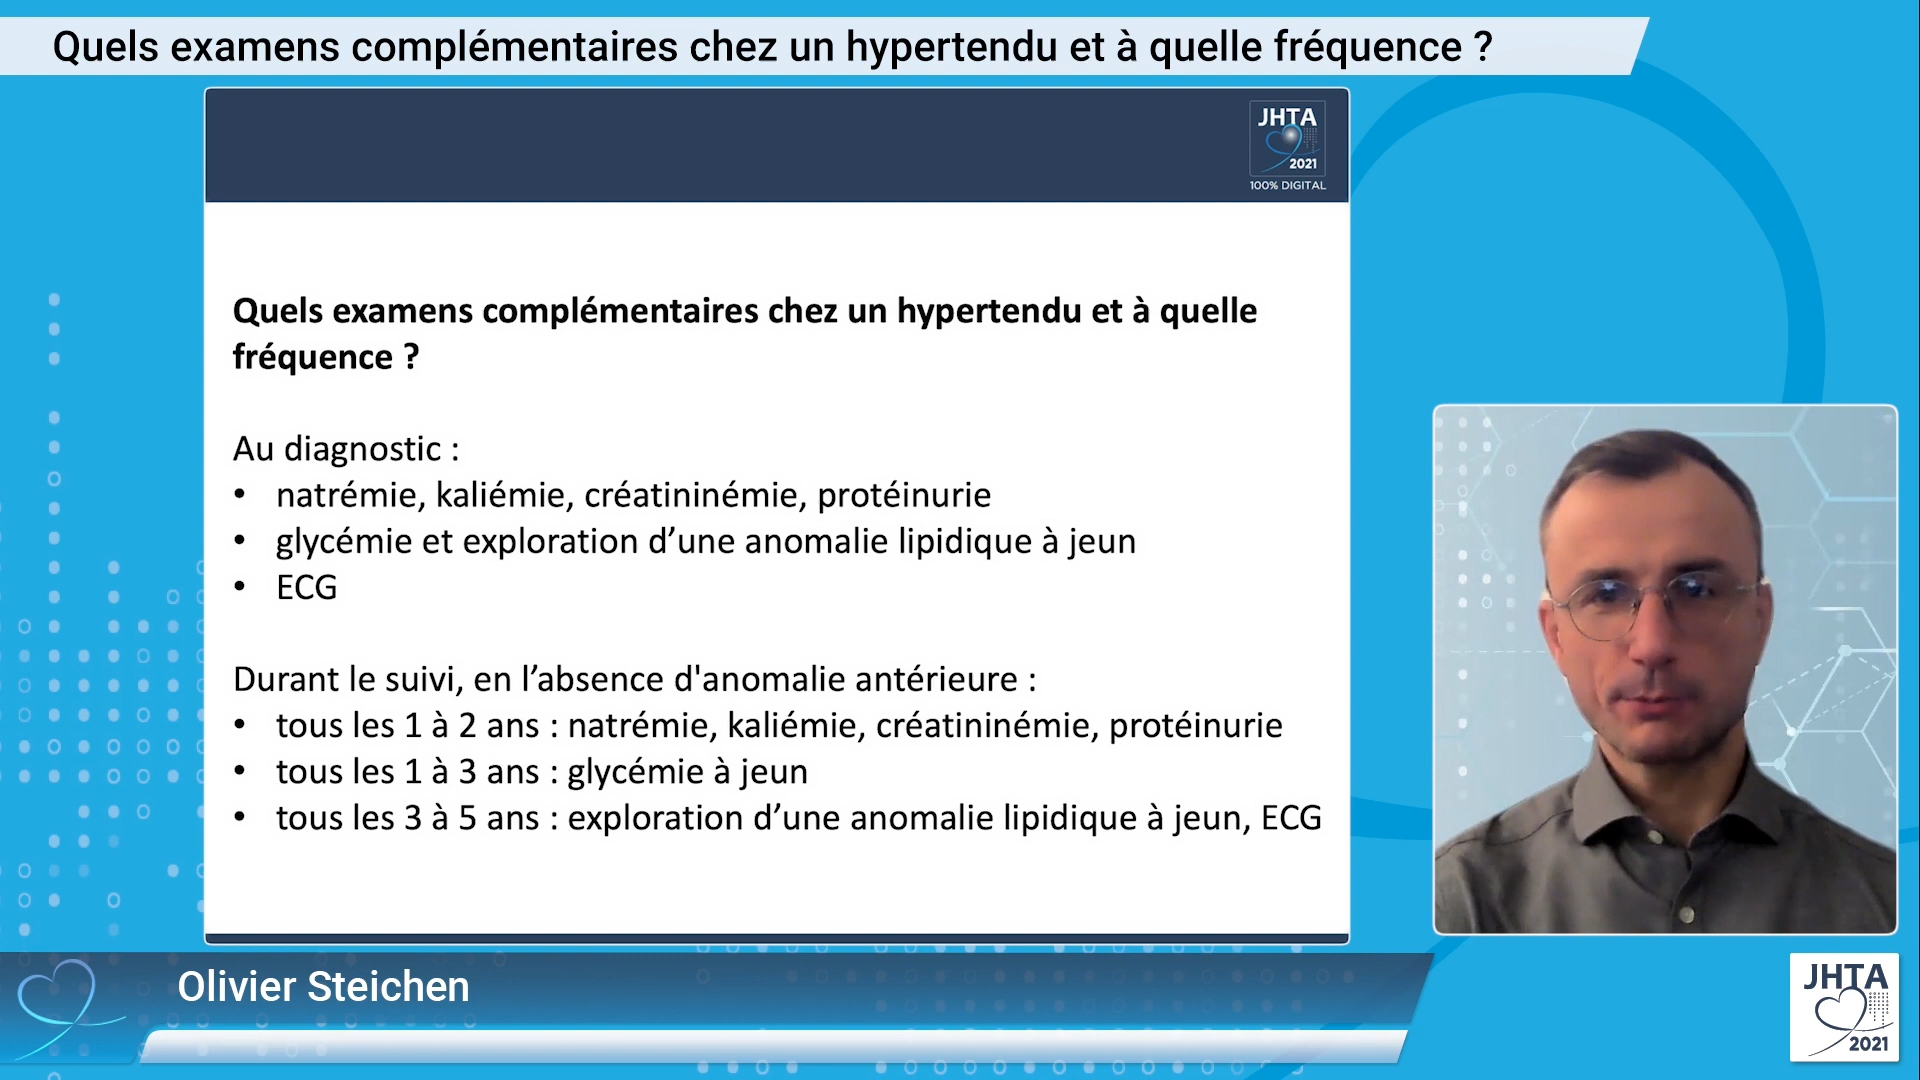 Quels examens complémentaires chez un hypertendu et à quelle fréquence ?
JHTA
2021
100% DIGITAL
Quels examens complémentaires chez un hypertendu et à quelle
fréquence ?
Au diagnostic :
• natrémie, kaliémie, créatininémie, protéinurie
• glycémie et exploration d’une anomalie lipidique à jeun
• ECG
Durant le suivi, en l’absence d'anomalie antérieure :
• tous les 1 à 2 ans : natrémie, kaliémie, créatininémie, protéinurie
• tous les 1 à 3 ans : glycémie à jeun
• tous les 3 à 5 ans : exploration d’une anomalie lipidique à jeun, ECG
Olivier Steichen
JHTA
2021